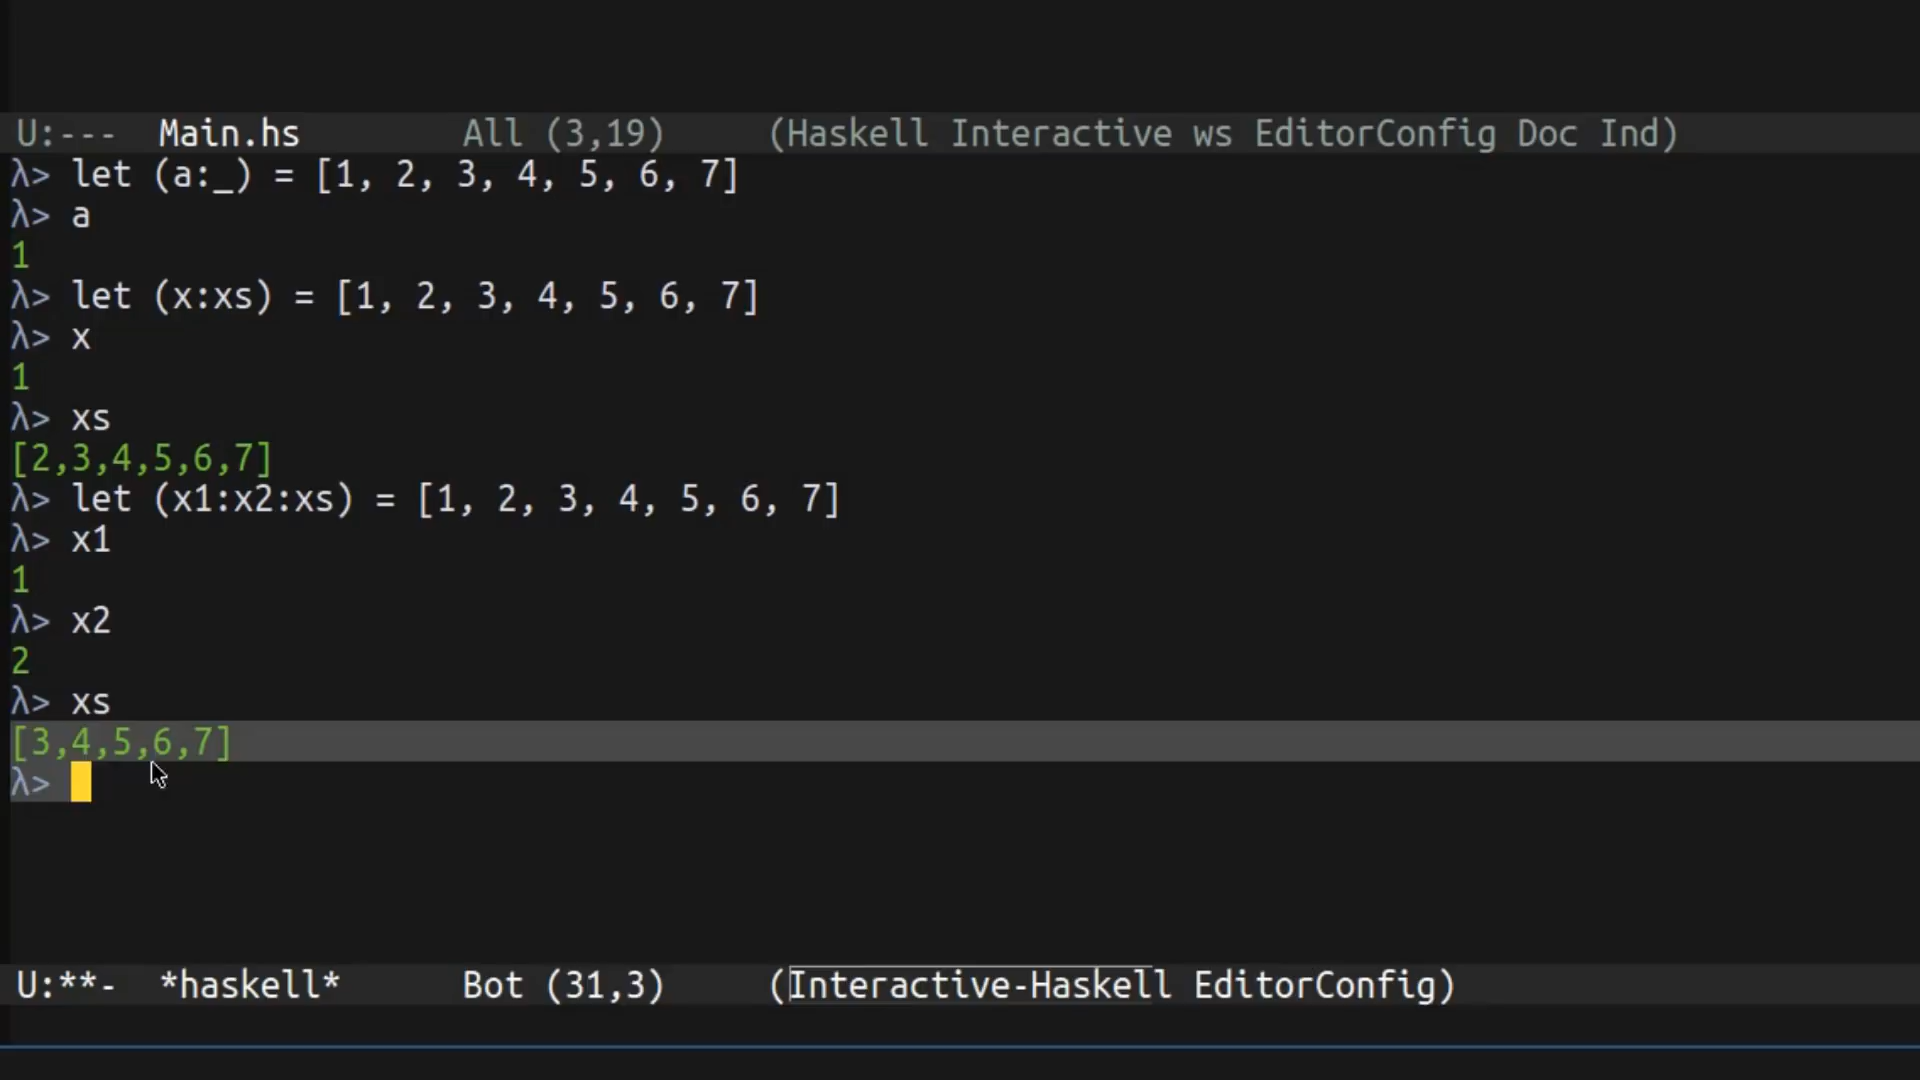 U:---  Main.hs        All (3,19)     (Haskell Interactive ws EditorConfig Doc Ind)
λ> let (a:_) = [1, 2, 3, 4, 5, 6, 7]
λ> a
1
λ> let (x:xs) = [1, 2, 3, 4, 5, 6, 7]
λ> x
1
λ> xs
[2,3,4,5,6,7]
λ> let (x1:x2:xs) = [1, 2, 3, 4, 5, 6, 7]
λ> x1
1
λ> x2
2
λ> xs
[3,4,5,6,7]
λ>
U:**-  *haskell*      Bot (31,3)     (Interactive-Haskell EditorConfig)